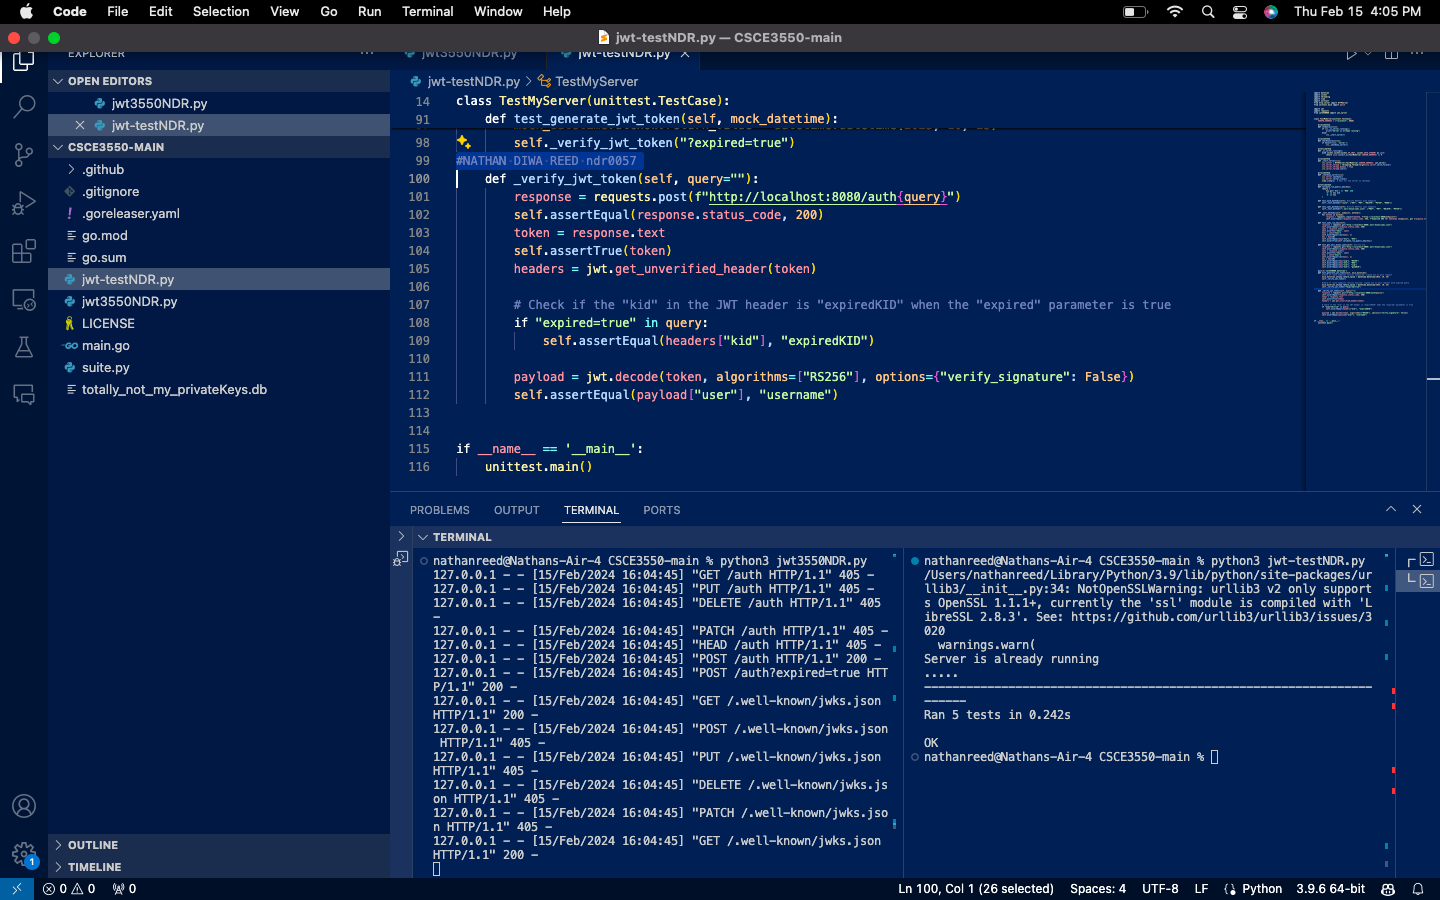 Code File Edit Selection View Go Run Terminal Window Help Thu Feb 15 4:05 PM
jwt-testNDR.py — CSCE3550-main
EXPLORER
OPEN EDITORS
jwt3550NDR.py
jwt-testNDR.py
CSCE3550-MAIN
.github
.gitignore
.goreleaser.yaml
go.mod
go.sum
jwt-testNDR.py
jwt3550NDR.py
LICENSE
main.go
suite.py
totally_not_my_privateKeys.db
OUTLINE
TIMELINE
jwt3550NDR.py jwt-testNDR.py
jwt-testNDR.py > TestMyServer
14 class TestMyServer(unittest.TestCase):
91 def test_generate_jwt_token(self, mock_datetime):
98 self._verify_jwt_token("?expired=true")
99 #NATHAN DIWA REED ndr0057
100 def _verify_jwt_token(self, query=""):
101 response = requests.post(f"http://localhost:8080/auth{query}")
102 self.assertEqual(response.status_code, 200)
103 token = response.text
104 self.assertTrue(token)
105 headers = jwt.get_unverified_header(token)
106
107 # Check if the "kid" in the JWT header is "expiredKID" when the "expired" parameter is true
108 if "expired=true" in query:
109 self.assertEqual(headers["kid"], "expiredKID")
110
111 payload = jwt.decode(token, algorithms=["RS256"], options={"verify_signature": False})
112 self.assertEqual(payload["user"], "username")
113
114
115 if __name__ == '__main__':
116 unittest.main()
PROBLEMS OUTPUT TERMINAL PORTS
TERMINAL
nathanreed@Nathans-Air-4 CSCE3550-main % python3 jwt3550NDR.py
127.0.0.1 - - [15/Feb/2024 16:04:45] "GET /auth HTTP/1.1" 405 -
127.0.0.1 - - [15/Feb/2024 16:04:45] "PUT /auth HTTP/1.1" 405 -
127.0.0.1 - - [15/Feb/2024 16:04:45] "DELETE /auth HTTP/1.1" 405
-
127.0.0.1 - - [15/Feb/2024 16:04:45] "PATCH /auth HTTP/1.1" 405 -
127.0.0.1 - - [15/Feb/2024 16:04:45] "HEAD /auth HTTP/1.1" 405 -
127.0.0.1 - - [15/Feb/2024 16:04:45] "POST /auth HTTP/1.1" 200 -
127.0.0.1 - - [15/Feb/2024 16:04:45] "POST /auth?expired=true HTT
P/1.1" 200 -
127.0.0.1 - - [15/Feb/2024 16:04:45] "GET /.well-known/jwks.json
HTTP/1.1" 200 -
127.0.0.1 - - [15/Feb/2024 16:04:45] "POST /.well-known/jwks.json
HTTP/1.1" 405 -
127.0.0.1 - - [15/Feb/2024 16:04:45] "PUT /.well-known/jwks.json
HTTP/1.1" 405 -
127.0.0.1 - - [15/Feb/2024 16:04:45] "DELETE /.well-known/jwks.js
on HTTP/1.1" 405 -
127.0.0.1 - - [15/Feb/2024 16:04:45] "PATCH /.well-known/jwks.jso
n HTTP/1.1" 405 -
127.0.0.1 - - [15/Feb/2024 16:04:45] "GET /.well-known/jwks.json
HTTP/1.1" 200 -
nathanreed@Nathans-Air-4 CSCE3550-main % python3 jwt-testNDR.py
/Users/nathanreed/Library/Python/3.9/lib/python/site-packages/ur
llib3/__init__.py:34: NotOpenSSLWarning: urllib3 v2 only support
s OpenSSL 1.1.1+, currently the 'ssl' module is compiled with 'L
ibreSSL 2.8.3'. See: https://github.com/urllib3/urllib3/issues/3
020
warnings.warn(
Server is already running
.....
----------------------------------------------------------------
------
Ran 5 tests in 0.242s
OK
nathanreed@Nathans-Air-4 CSCE3550-main %
1
0 0 0 Ln 100, Col 1 (26 selected) Spaces: 4 UTF-8 LF Python 3.9.6 64-bit